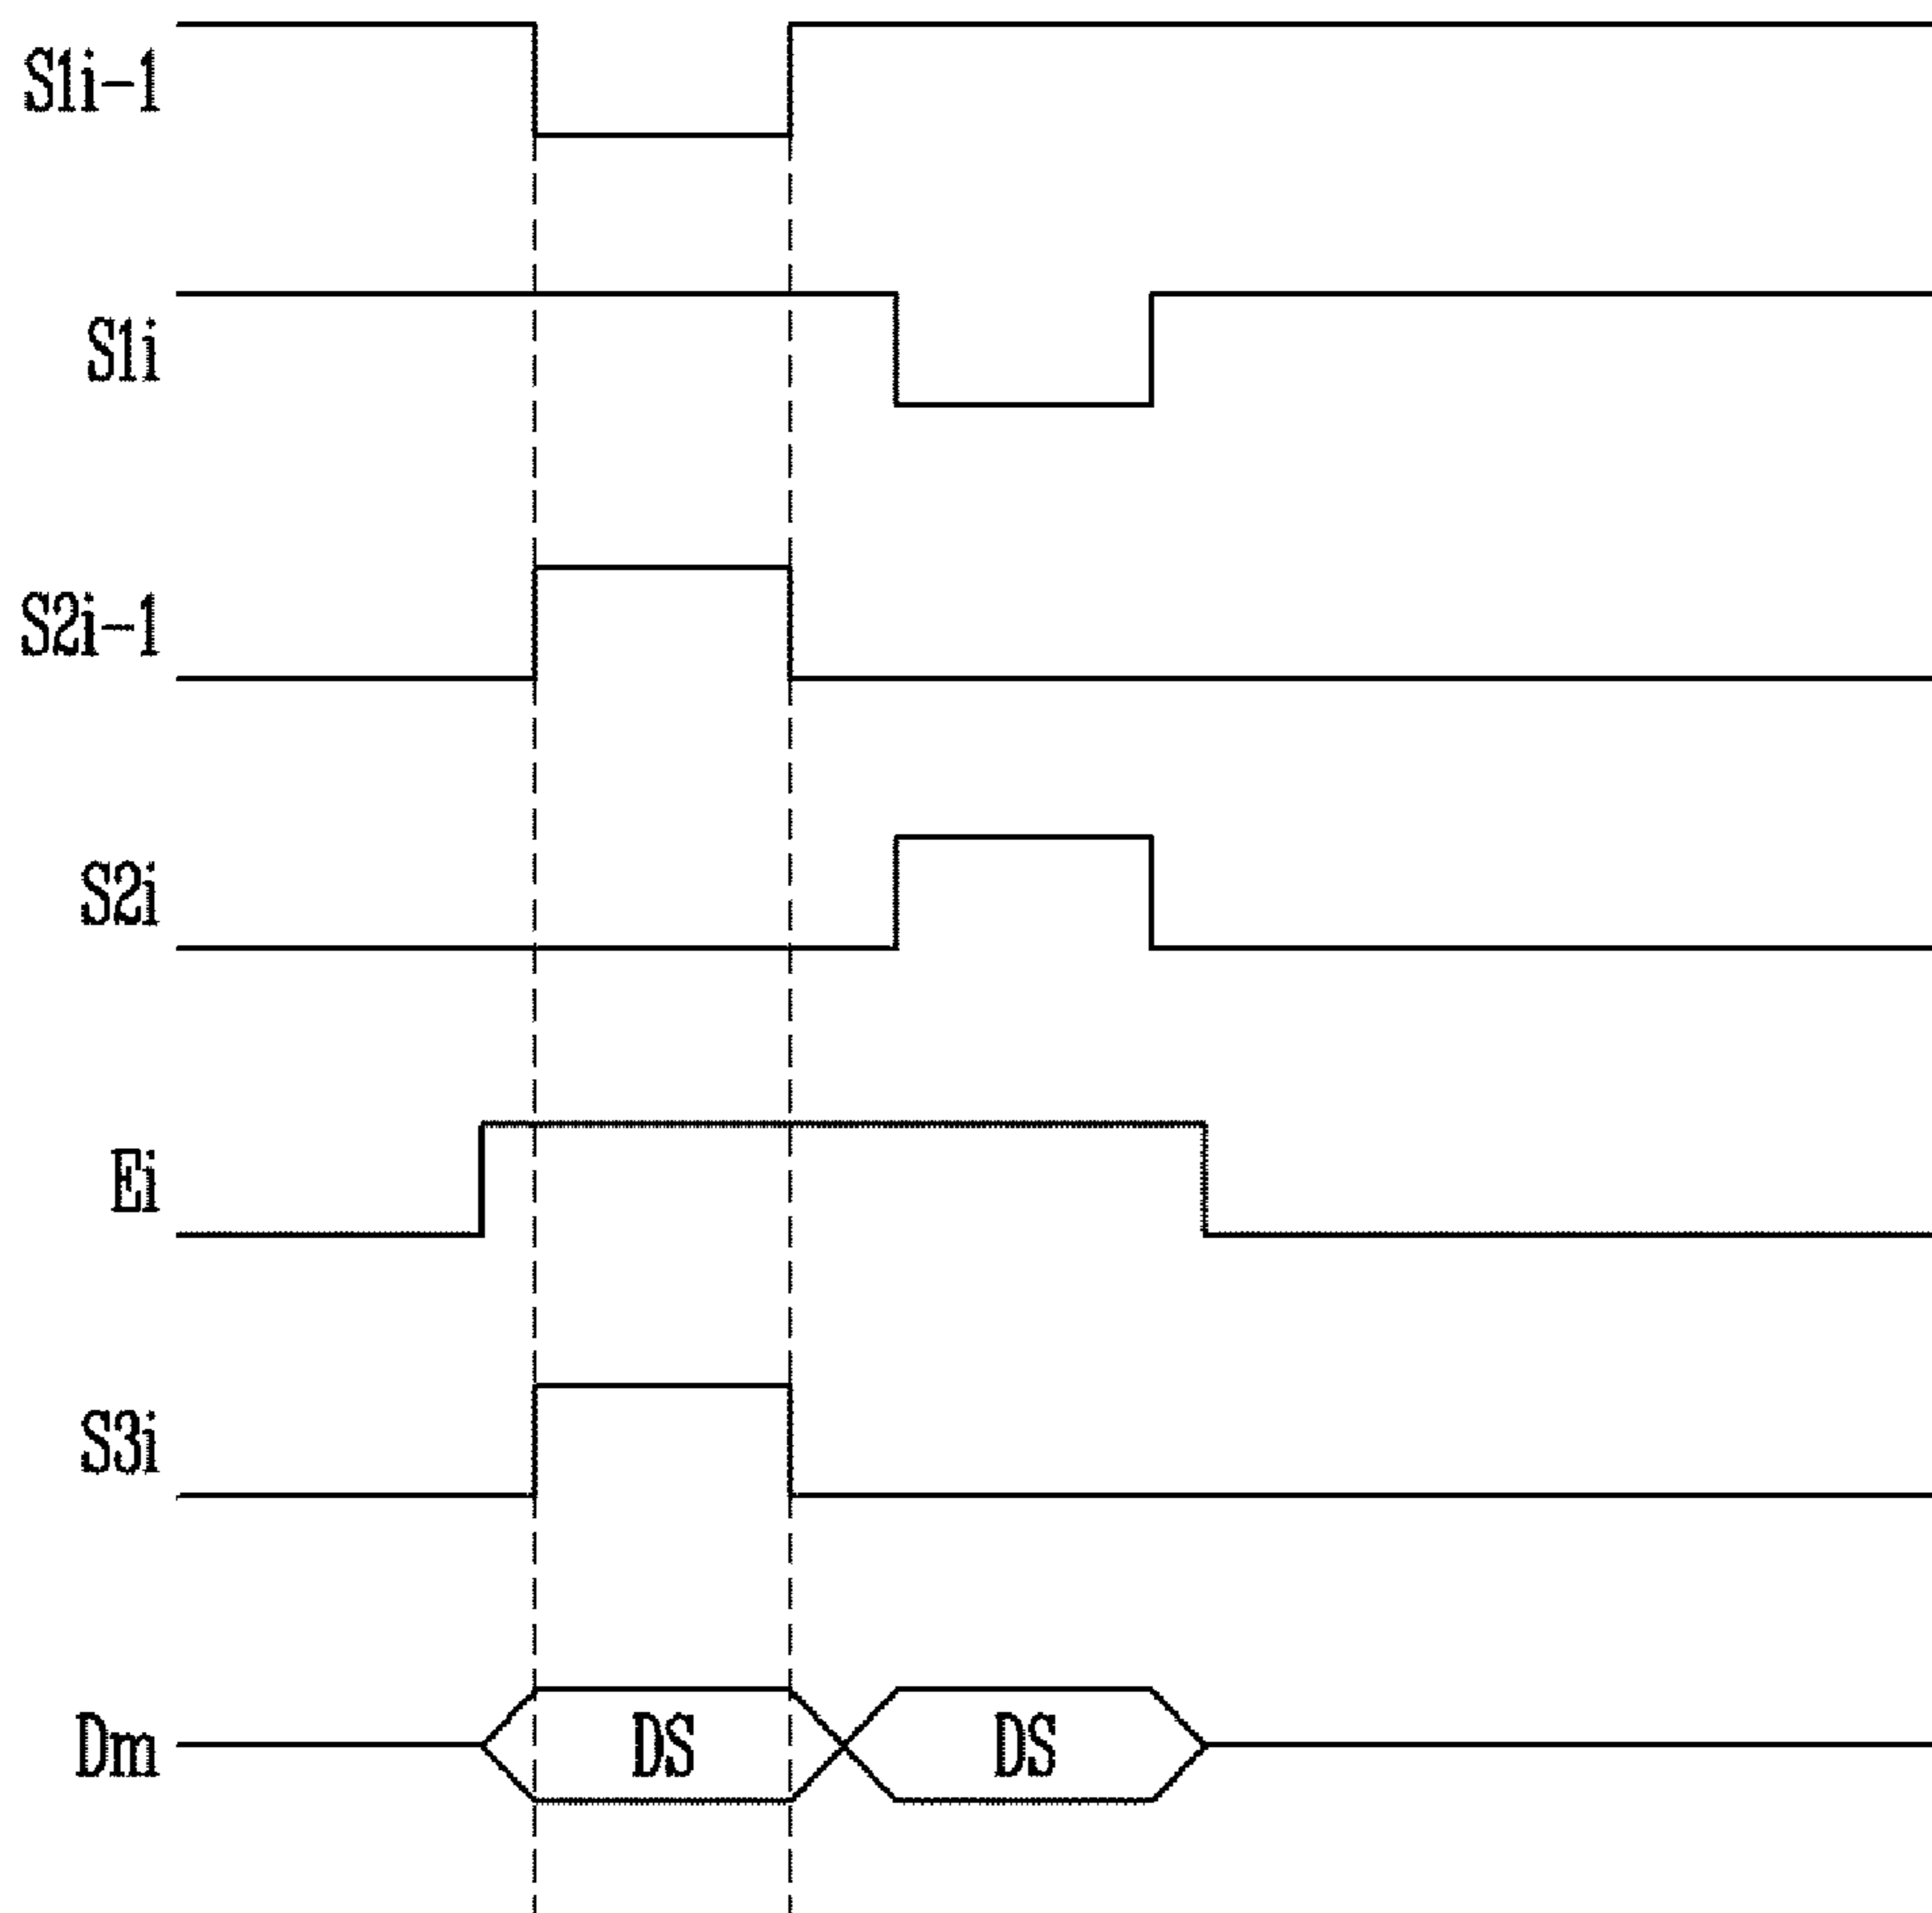 S1i-1
S1i
S2i-1
S2i
Ei
S3i
Dm DS DS